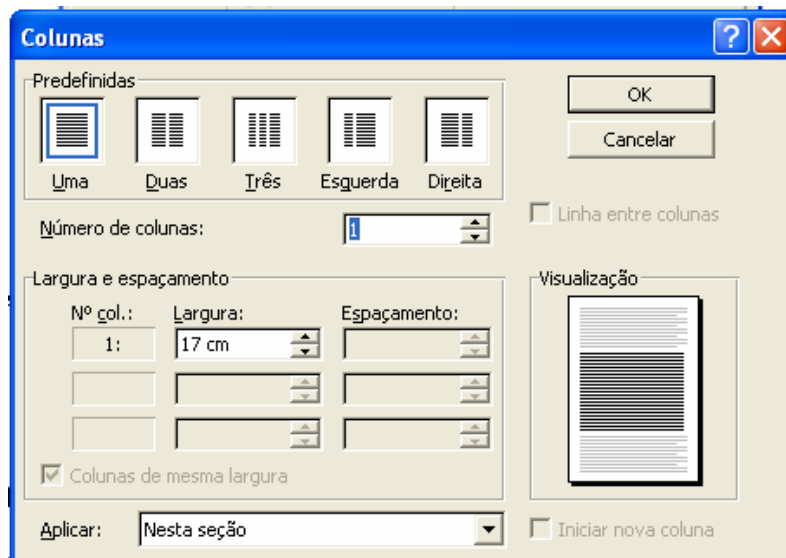 Colunas
Predefinidas
Uma Duas Três Esquerda Direita
OK
Cancelar
Número de colunas: 1
Linha entre colunas
Largura e espaçamento
Nº col.: Largura: Espaçamento:
1: 17 cm
Colunas de mesma largura
Visualização
Aplicar: Nesta seção
Iniciar nova coluna